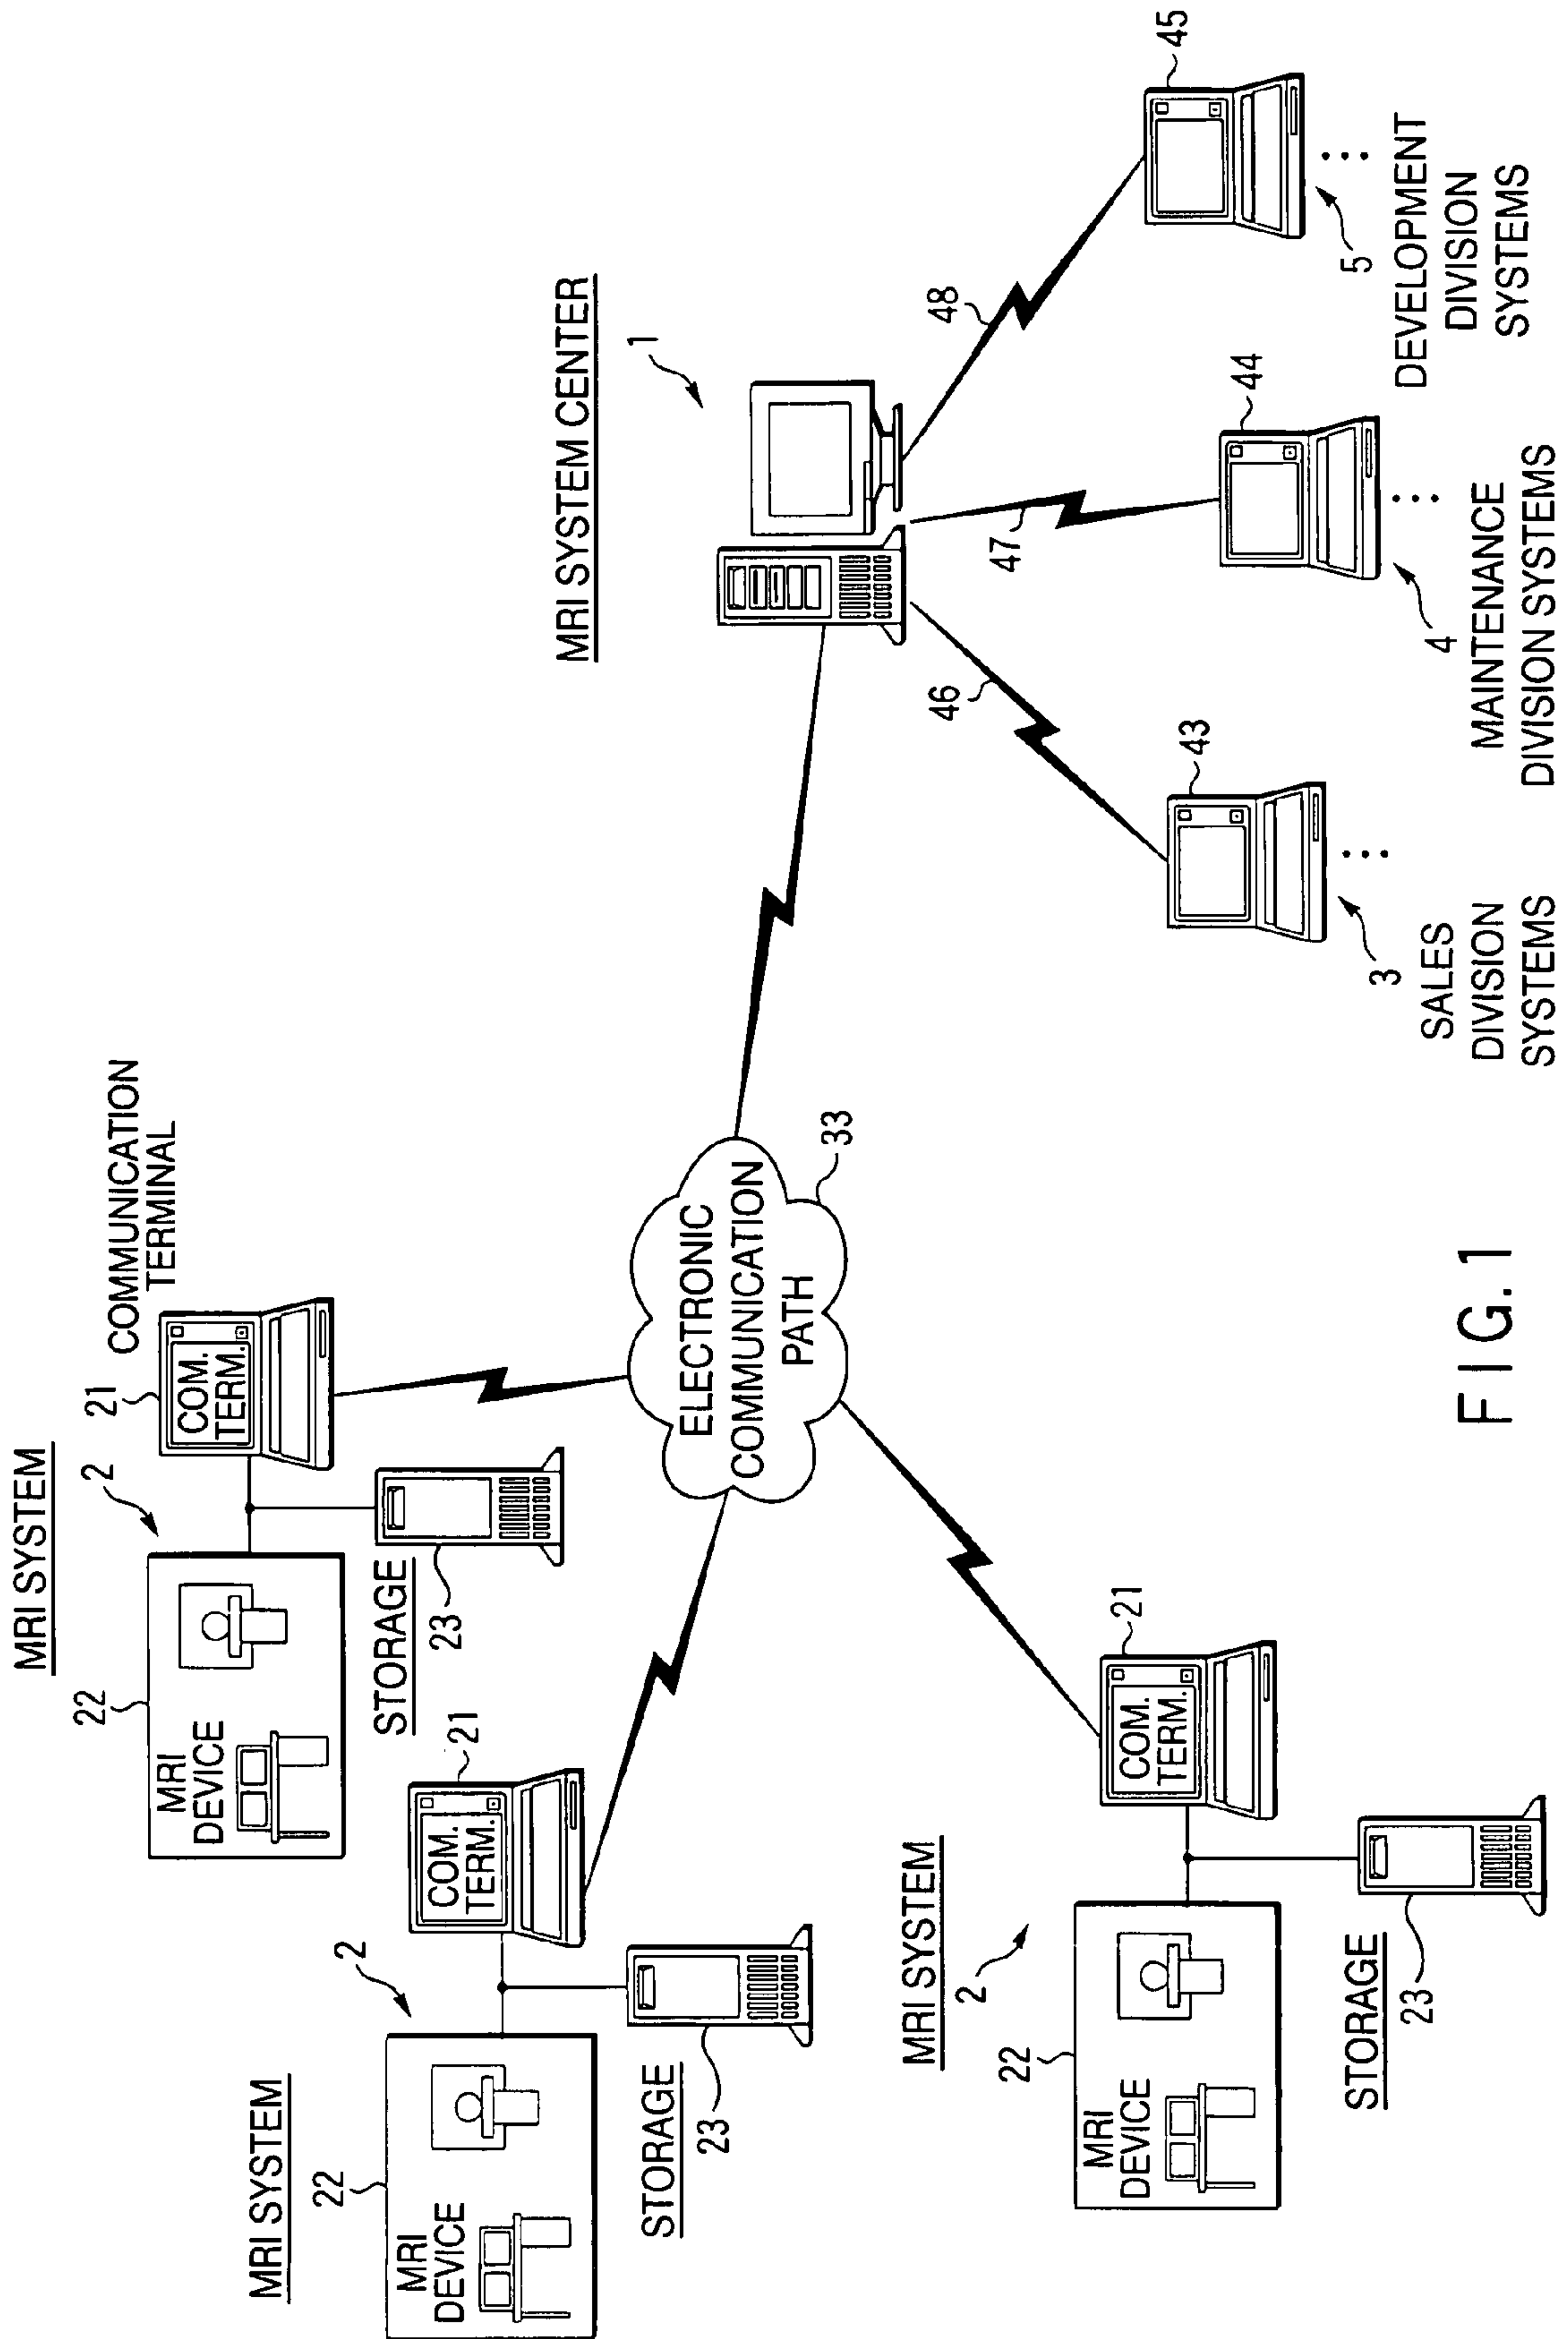 MRI SYSTEM
2
21
COMMUNICATION
TERMINAL
COM.
TERM.
22
MRI
DEVICE
STORAGE
23
MRI SYSTEM
2
21
COM.
TERM.
22
MRI
DEVICE
STORAGE
23
ELECTRONIC
COMMUNICATION
PATH
33
MRI SYSTEM
2
21
COM.
TERM.
22
MRI
DEVICE
STORAGE
23
MRI SYSTEM CENTER
1
46
47
48
43
3
SALES
DIVISION
SYSTEMS
44
4
MAINTENANCE
DIVISION SYSTEMS
45
5
DEVELOPMENT
DIVISION
SYSTEMS
FIG. 1